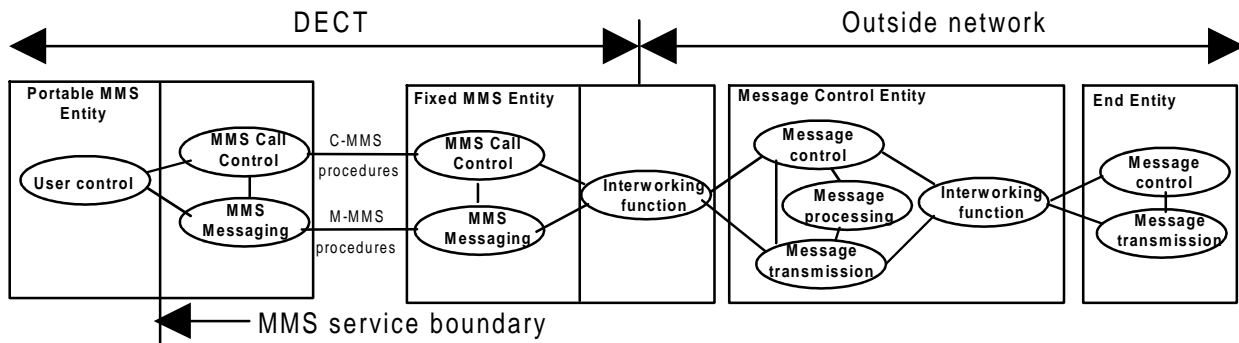 DECT
Outside network
Portable MMS
Entity
User control
MMS Call
Control
MMS
Messaging
C-MMS
procedures
M-MMS
procedures
Fixed MMS Entity
MMS Call
Control
MMS
Messaging
Interworking
function
Message Control Entity
Message
control
Message
processing
Message
transmission
Interworking
function
End Entity
Message
control
Message
transmission
MMS service boundary